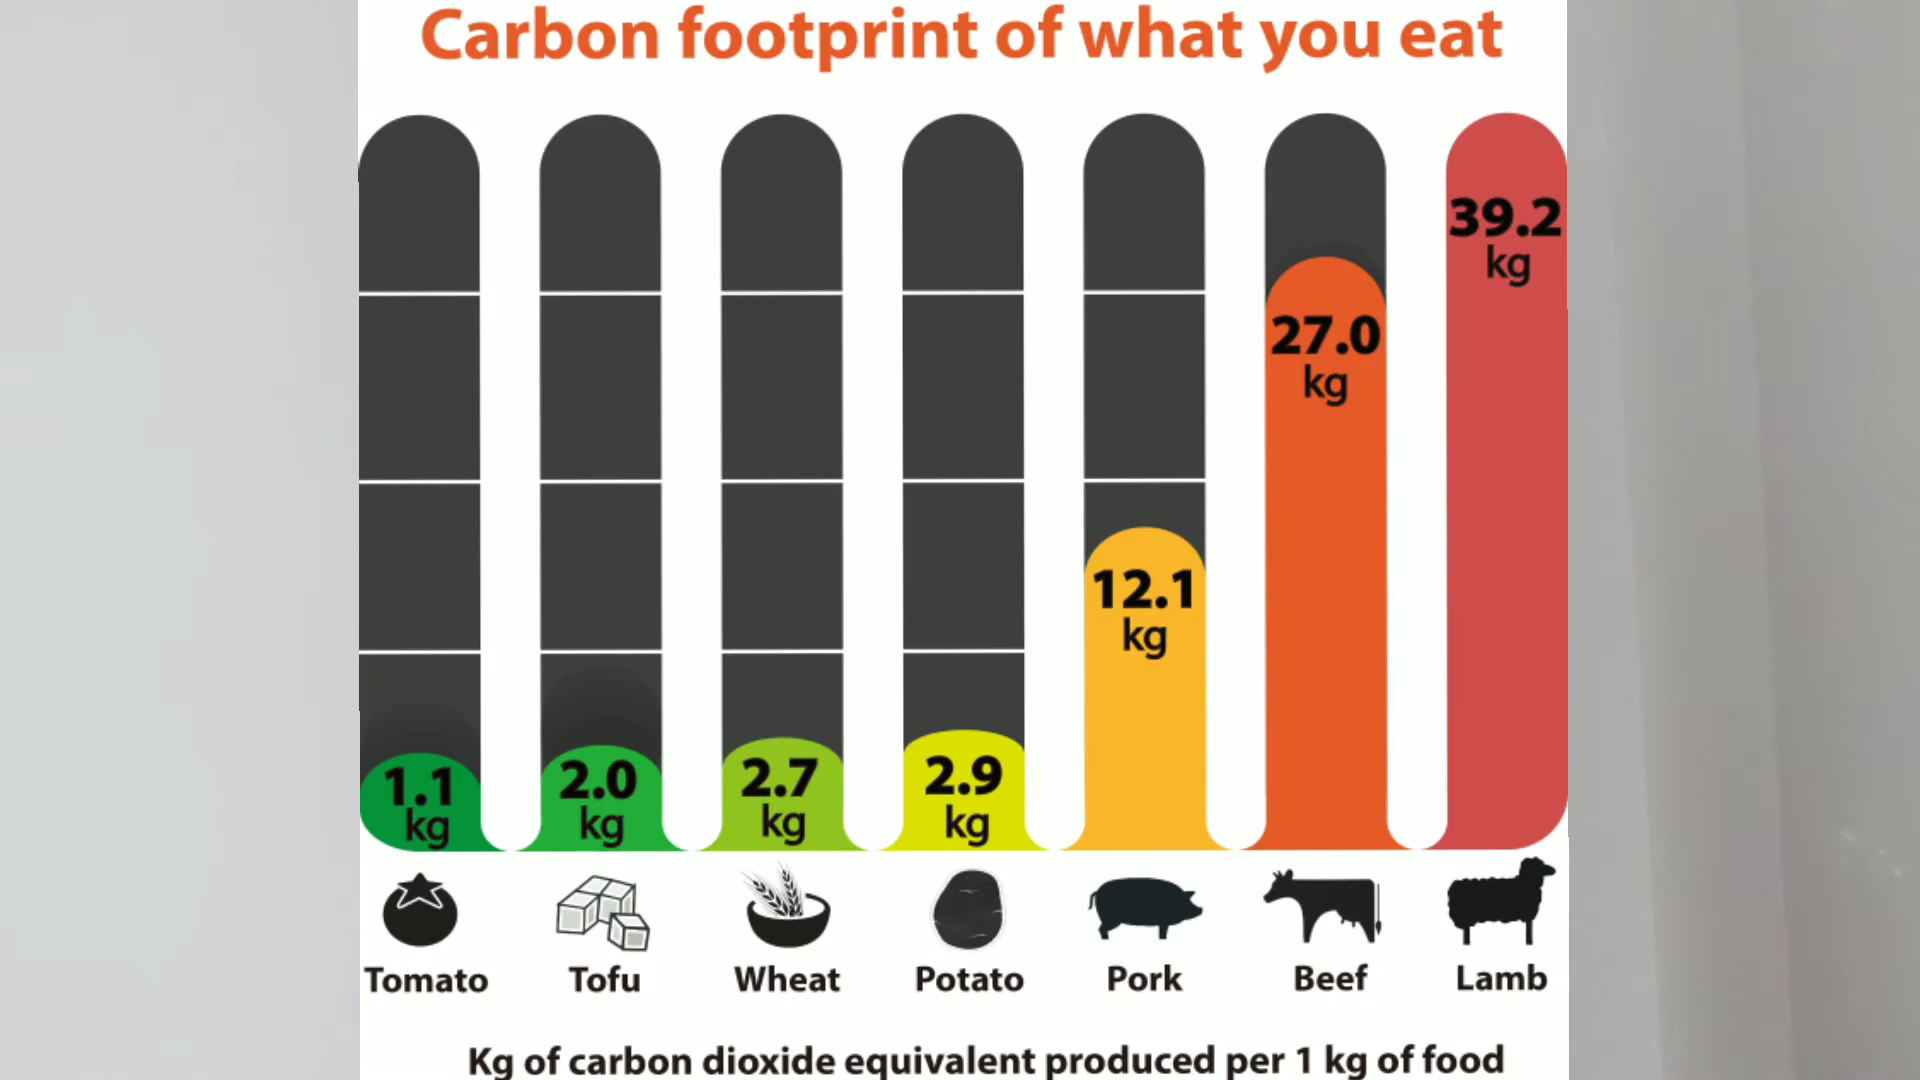 Carbon footprint of what you eat
39.2
kg
27.0
kg
12.1
kg
1.1
kg
2.0
kg
2.7
kg
2.9
kg
Tomato Tofu Wheat Potato Pork Beef Lamb
Kg of carbon dioxide equivalent produced per 1 kg of food